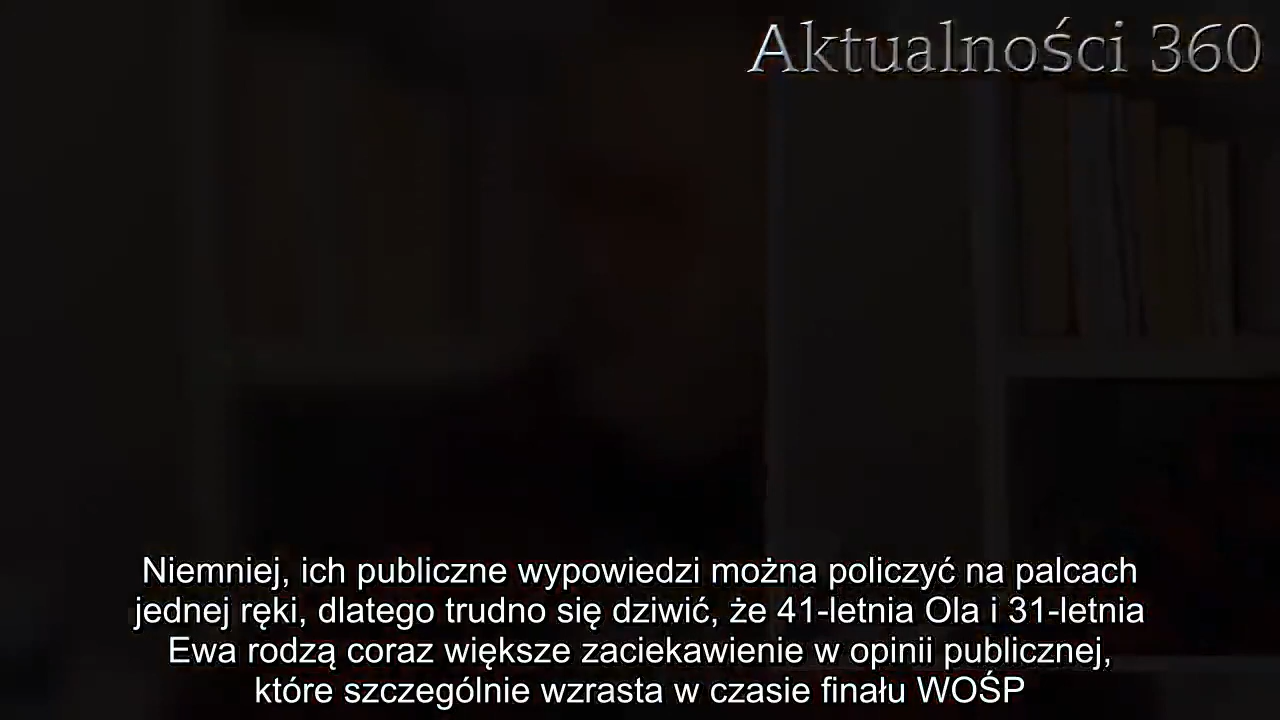 Aktualności 360
Niemniej, ich publiczne wypowiedzi można policzyć na palcach
jednej ręki, dlatego trudno się dziwić, że 41-letnia Ola i 31-letnia
Ewa rodzą coraz większe zaciekawienie w opinii publicznej,
które szczególnie wzrasta w czasie finału WOŚP